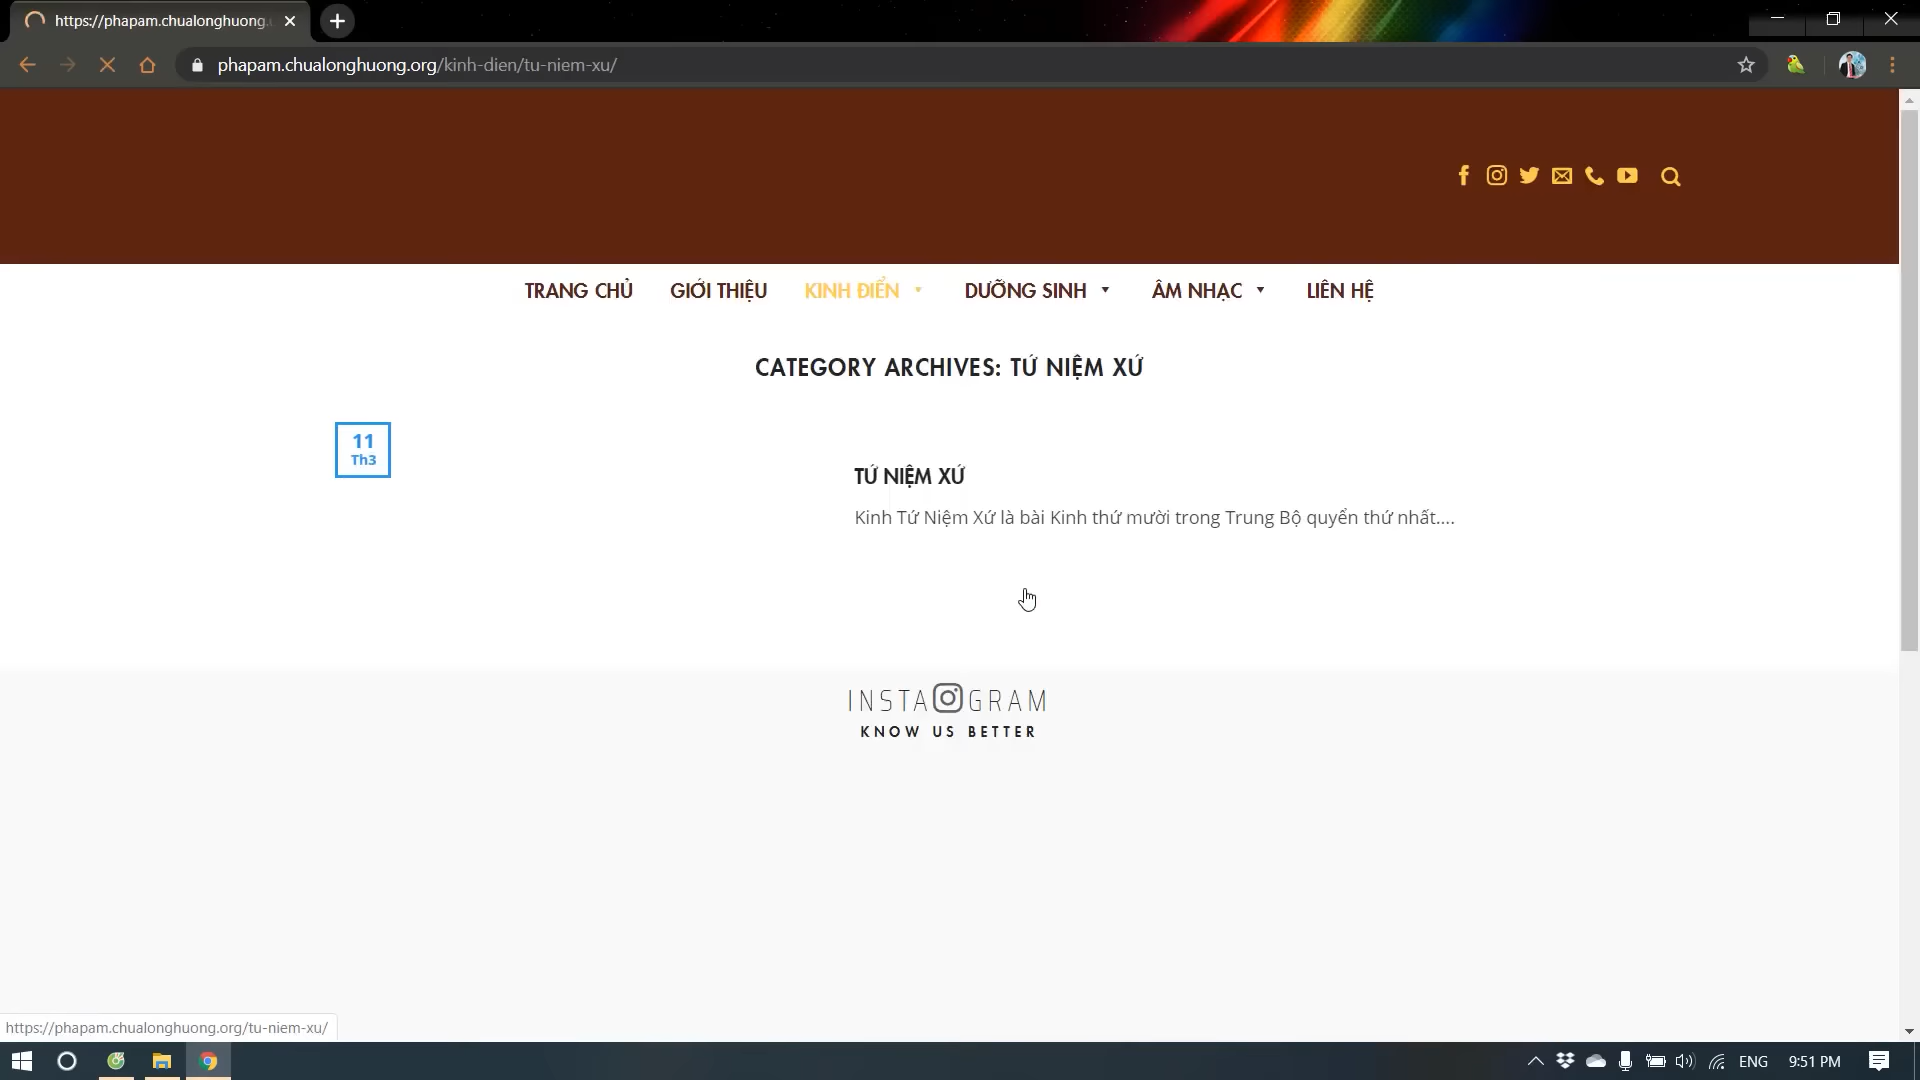 https://phapam.chualonghuong.
phapam.chualonghuong.org/kinh-dien/tu-niem-xu/
TRANG CHỦ GIỚI THIỆU KINH ĐIỂN DƯỠNG SINH ÂM NHẠC LIÊN HỆ
CATEGORY ARCHIVES: TỨ NIỆM XỨ
11
Th3
TỨ NIỆM XỨ
Kinh Tứ Niệm Xứ là bài Kinh thứ mười trong Trung Bộ quyển thứ nhất....
INSTAGRAM
KNOW US BETTER
https://phapam.chualonghuong.org/tu-niem-xu/
ENG 9:51 PM